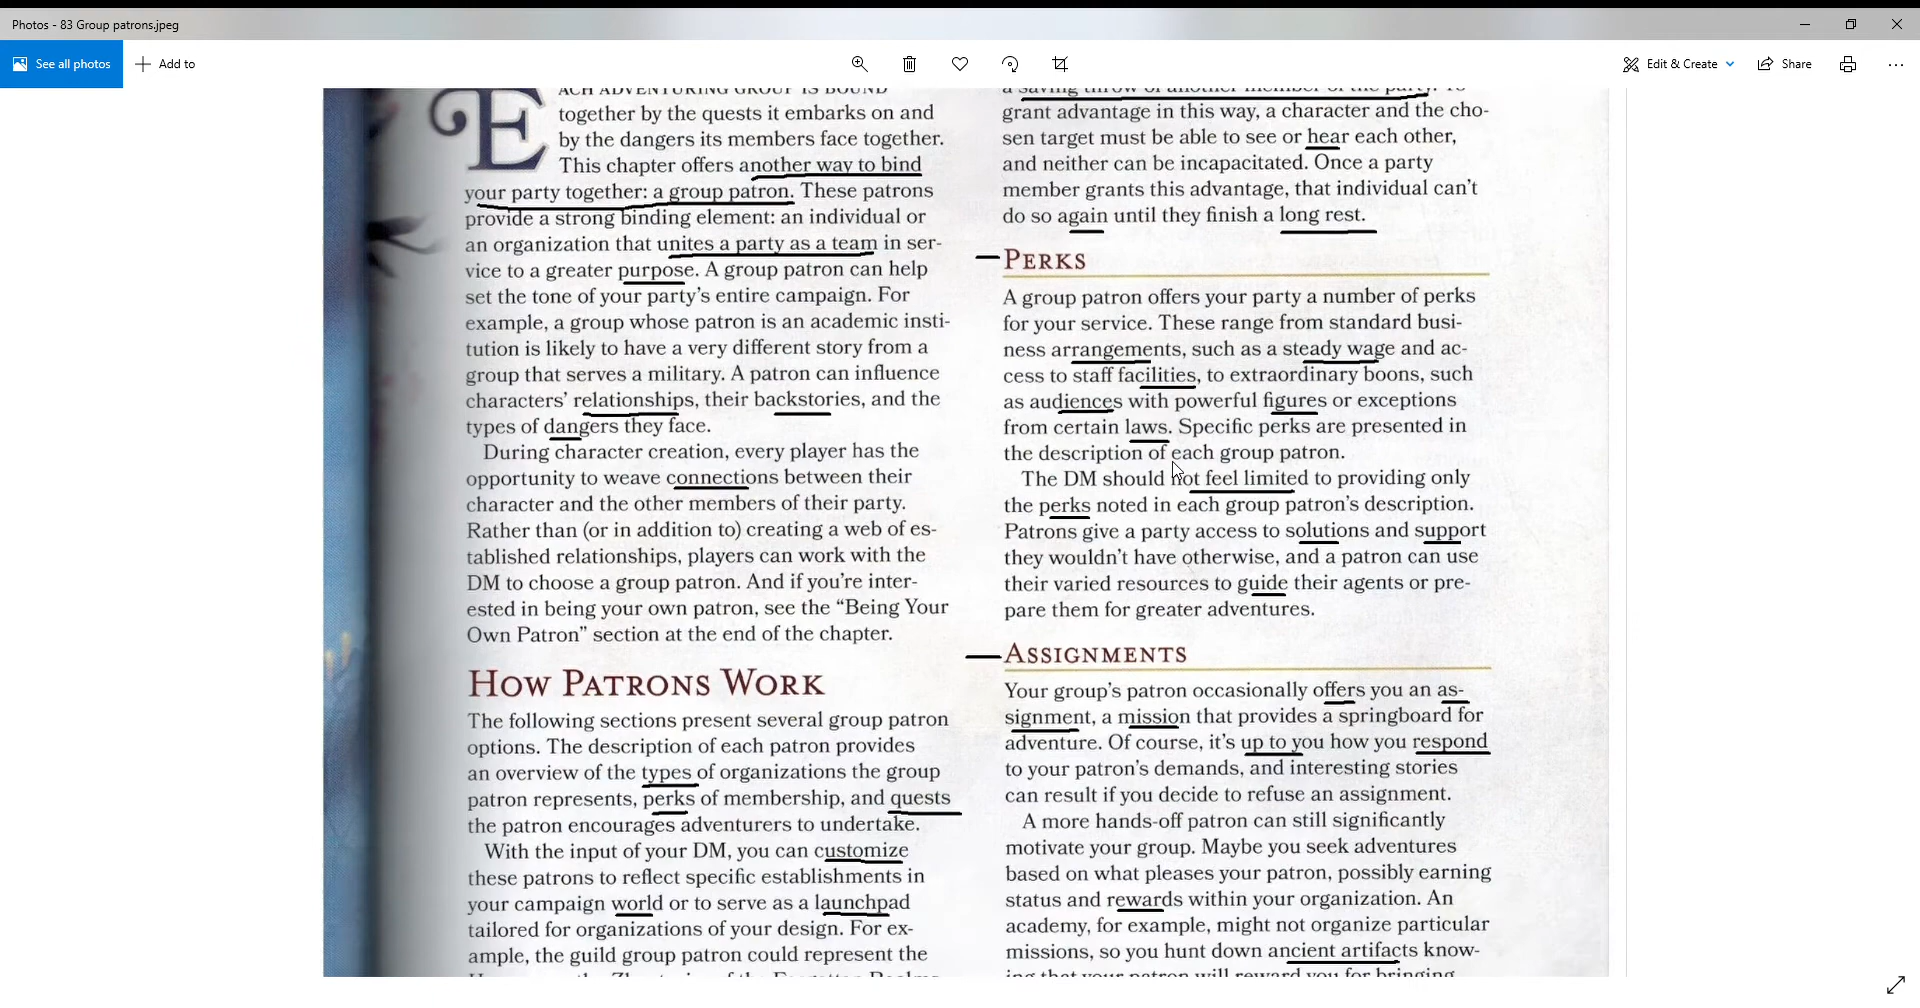 Photos - 83 Group patrons.jpeg
See all photos
Add to
Edit & Create
Share
EACH ADVENTURING GROUP IS BOUND
together by the quests it embarks on and
by the dangers its members face together.
This chapter offers another way to bind
your party together: a group patron. These patrons
provide a strong binding element: an individual or
an organization that unites a party as a team in ser-
vice to a greater purpose. A group patron can help
set the tone of your party's entire campaign. For
example, a group whose patron is an academic insti-
tution is likely to have a very different story from a
group that serves a military. A patron can influence
characters' relationships, their backstories, and the
types of dangers they face.
During character creation, every player has the
opportunity to weave connections between their
character and the other members of their party.
Rather than (or in addition to) creating a web of es-
tablished relationships, players can work with the
DM to choose a group patron. And if you're inter-
ested in being your own patron, see the “Being Your
Own Patron” section at the end of the chapter.
HOW PATRONS WORK
The following sections present several group patron
options. The description of each patron provides
an overview of the types of organizations the group
patron represents, perks of membership, and quests
the patron encourages adventurers to undertake.
With the input of your DM, you can customize
these patrons to reflect specific establishments in
your campaign world or to serve as a launchpad
tailored for organizations of your design. For ex-
ample, the guild group patron could represent the
a saving throw of another member of the party. To
grant advantage in this way, a character and the cho-
sen target must be able to see or hear each other,
and neither can be incapacitated. Once a party
member grants this advantage, that individual can't
do so again until they finish a long rest.
PERKS
A group patron offers your party a number of perks
for your service. These range from standard busi-
ness arrangements, such as a steady wage and ac-
cess to staff facilities, to extraordinary boons, such
as audiences with powerful figures or exceptions
from certain laws. Specific perks are presented in
the description of each group patron.
The DM should not feel limited to providing only
the perks noted in each group patron's description.
Patrons give a party access to solutions and support
they wouldn't have otherwise, and a patron can use
their varied resources to guide their agents or pre-
pare them for greater adventures.
ASSIGNMENTS
Your group's patron occasionally offers you an as-
signment, a mission that provides a springboard for
adventure. Of course, it's up to you how you respond
to your patron's demands, and interesting stories
can result if you decide to refuse an assignment.
A more hands-off patron can still significantly
motivate your group. Maybe you seek adventures
based on what pleases your patron, possibly earning
status and rewards within your organization. An
academy, for example, might not organize particular
missions, so you hunt down ancient artifacts know-
ing that your patron will reward you for bringing